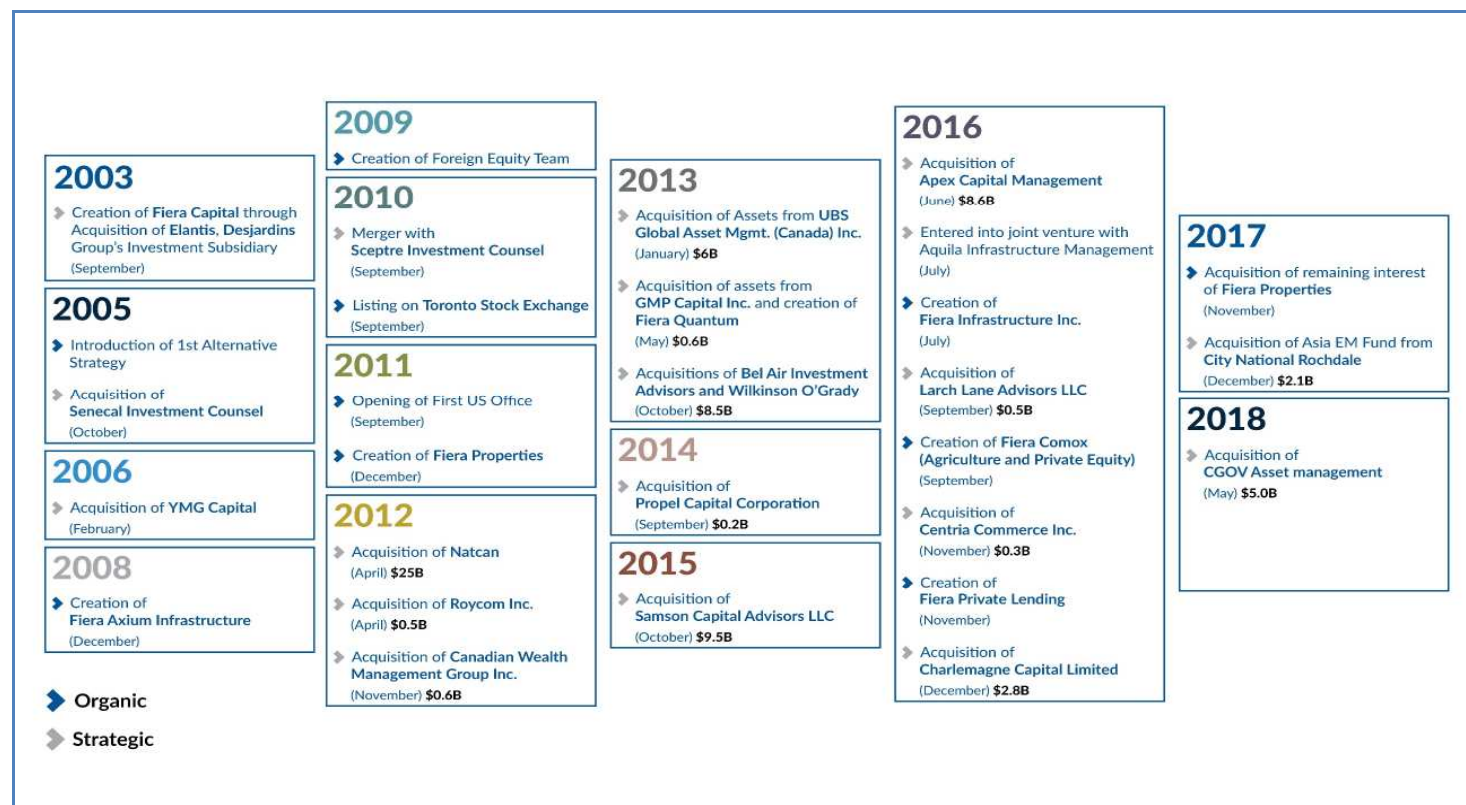 2003
Creation of Fiera Capital through
Acquisition of Elantis, Desjardins
Group's Investment Subsidiary
(September)
2005
Introduction of 1st Alternative
Strategy
Acquisition of
Senecal Investment Counsel
(October)
2006
Acquisition of YMG Capital
(February)
2008
Creation of
Fiera Axium Infrastructure
(December)
Organic
Strategic
2009
Creation of Foreign Equity Team
2010
Merger with
Sceptre Investment Counsel
(September)
Listing on Toronto Stock Exchange
(September)
2011
Opening of First US Office
(September)
Creation of Fiera Properties
(December)
2012
Acquisition of Natcan
(April) $25B
Acquisition of Roycom Inc.
(April) $0.5B
Acquisition of Canadian Wealth
Management Group Inc.
(November) $0.6B
2013
Acquisition of Assets from UBS
Global Asset Mgmt. (Canada) Inc.
(January) $6B
Acquisition of assets from
GMP Capital Inc. and creation of
Fiera Quantum
(May) $0.6B
Acquisitions of Bel Air Investment
Advisors and Wilkinson O'Grady
(October) $8.5B
2014
Acquisition of
Propel Capital Corporation
(September) $0.2B
2015
Acquisition of
Samson Capital Advisors LLC
(October) $9.5B
2016
Acquisition of
Apex Capital Management
(June) $8.6B
Entered into joint venture with
Aquila Infrastructure Management
(July)
Creation of
Fiera Infrastructure Inc.
(July)
Acquisition of
Larch Lane Advisors LLC
(September) $0.5B
Creation of Fiera Comox
(Agriculture and Private Equity)
(September)
Acquisition of
Centria Commerce Inc.
(November) $0.3B
Creation of
Fiera Private Lending
(November)
Acquisition of
Charlemagne Capital Limited
(December) $2.8B
2017
Acquisition of remaining interest
of Fiera Properties
(November)
Acquisition of Asia EM Fund from
City National Rochdale
(December) $2.1B
2018
Acquisition of
CGOV Asset management
(May) $5.0B